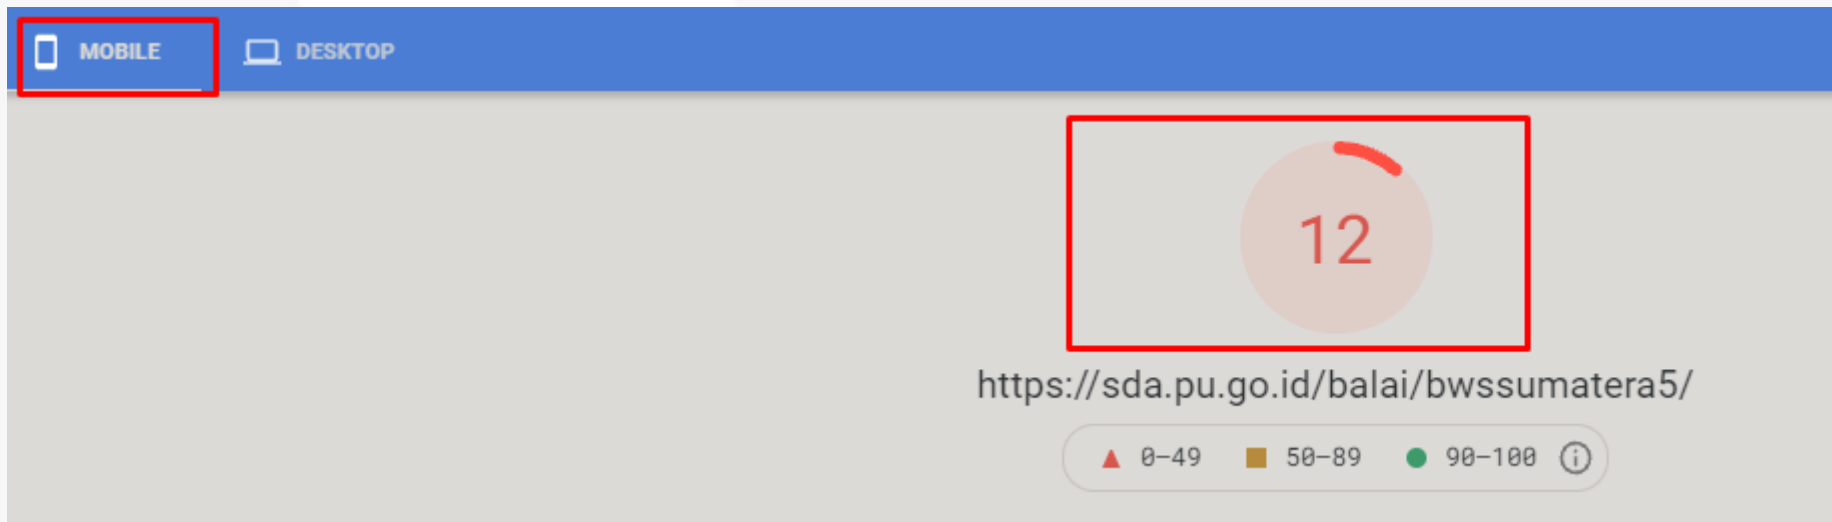 MOBILE DESKTOP
12
https://sda.pu.go.id/balai/bwssumatera5/
0–49 50–89 90–100